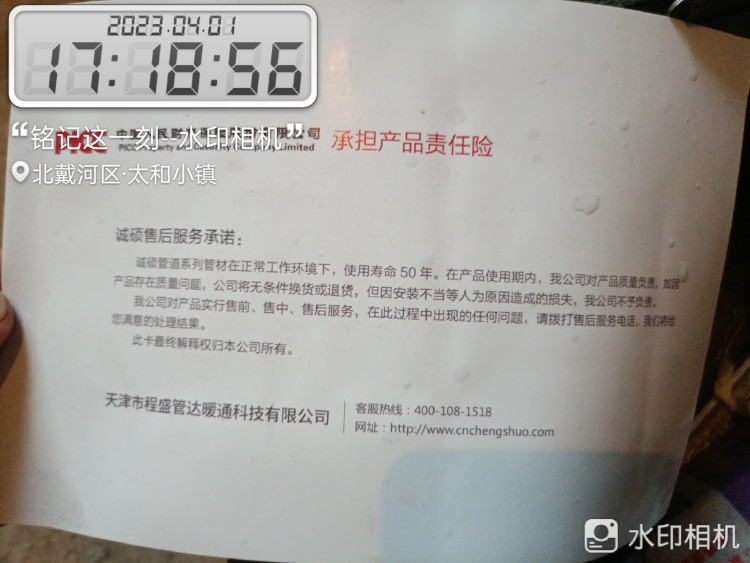 2023.04.01
17:18:56
“铭记这一刻--水印相机”
限公司 承担产品责任险
PICC Limited
北戴河区·太和小镇
诚硕售后服务承诺：
诚硕管道系列管材在正常工作环境下，使用寿命50年。在产品使用期内，我公司对产品质量负责，如因
产品存在质量问题，公司将无条件换货或退货，但因安装不当等人为原因造成的损失，我公司不予负责。
我公司对产品实行售前、售中、售后服务，在此过程中出现的任何问题，请拨打售后服务电话，我们将给
您满意的处理结果。
此卡最终解释权归本公司所有。
天津市程盛管达暖通科技有限公司
客服热线：400-108-1518
网址：http://www.cnchengshuo.com
水印相机